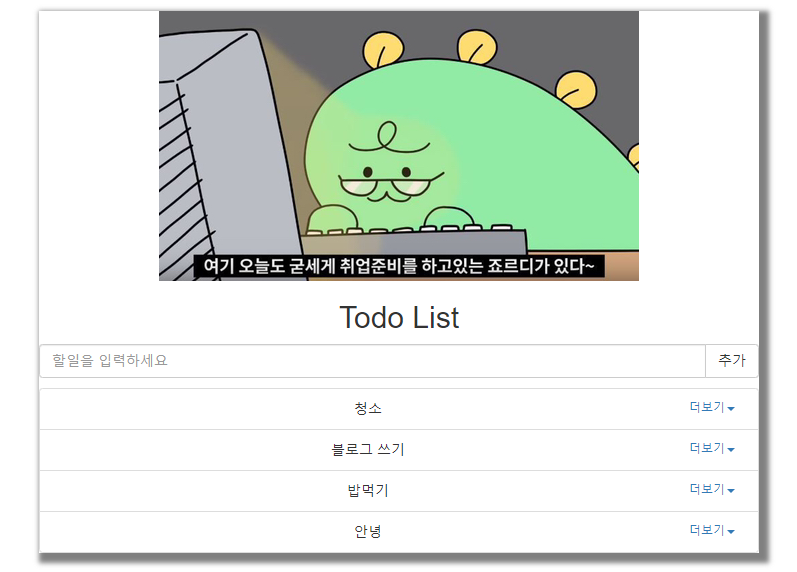 여기 오늘도 굳세게 취업준비를 하고있는 죠르디가 있다~
Todo List
할일을 입력하세요 추가
청소 더보기
블로그 쓰기 더보기
밥먹기 더보기
안녕 더보기